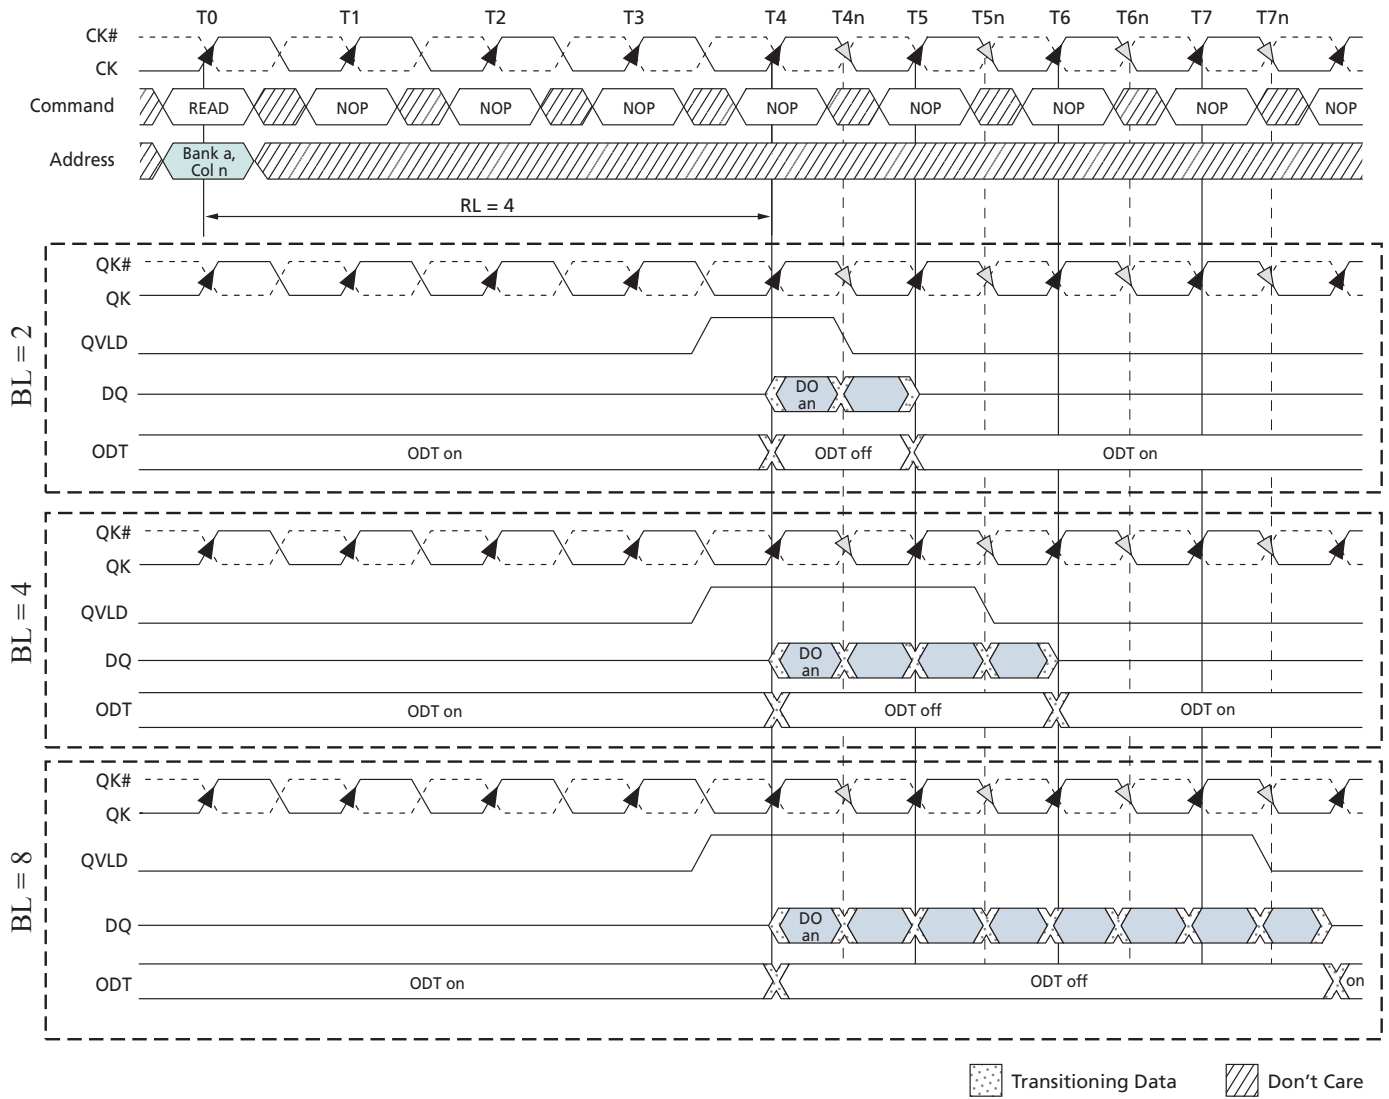 T0 T1 T2 T3 T4 T4n T5 T5n T6 T6n T7 T7n
CK#
CK
Command READ NOP NOP NOP NOP NOP NOP NOP NOP
Address Bank a,
Col n
RL = 4
BL = 2
QK#
QK
QVLD
DQ DO
an
ODT ODT on ODT off ODT on
BL = 4
QK#
QK
QVLD
DQ DO
an
ODT ODT on ODT off ODT on
BL = 8
QK#
QK
QVLD
DQ DO
an
ODT ODT on ODT off on
Transitioning Data Don't Care